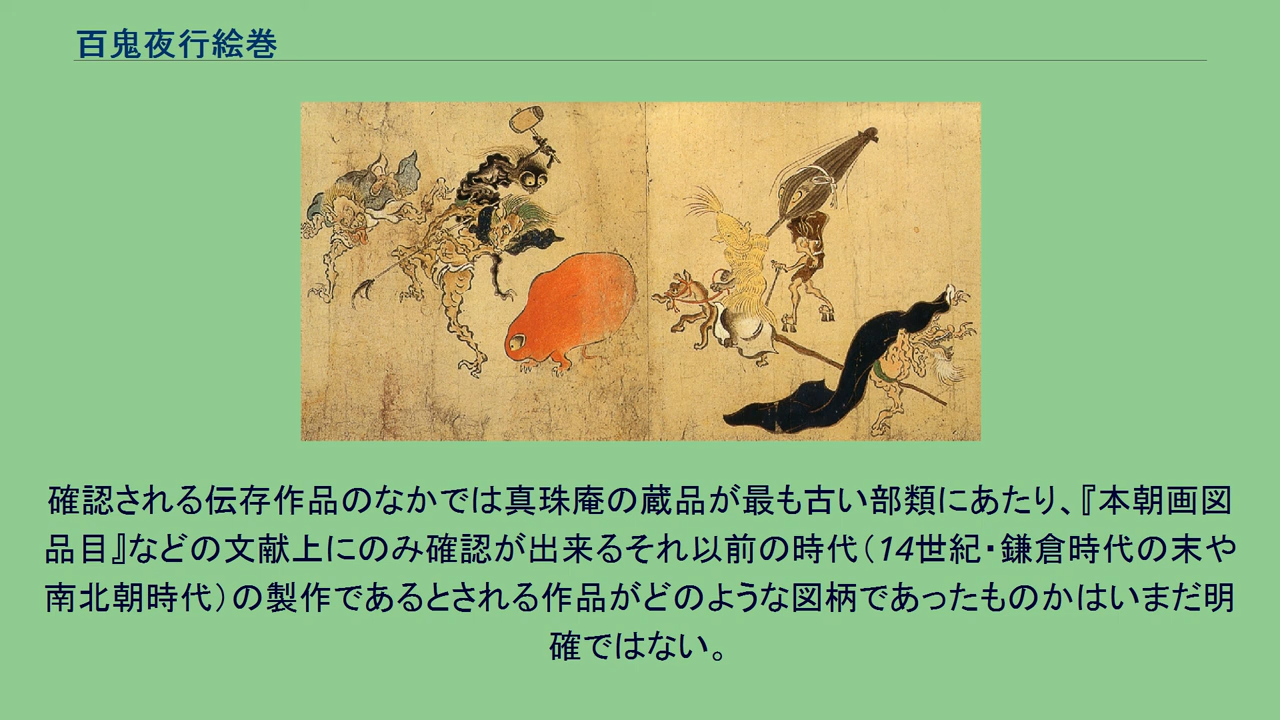 百鬼夜行絵巻
確認される伝存作品のなかでは真珠庵の蔵品が最も古い部類にあたり、『本朝画図
品目』などの文献上にのみ確認が出来るそれ以前の時代（14世紀・鎌倉時代の末や
南北朝時代）の製作であるとされる作品がどのような図柄であったものかはいまだ明
確ではない。